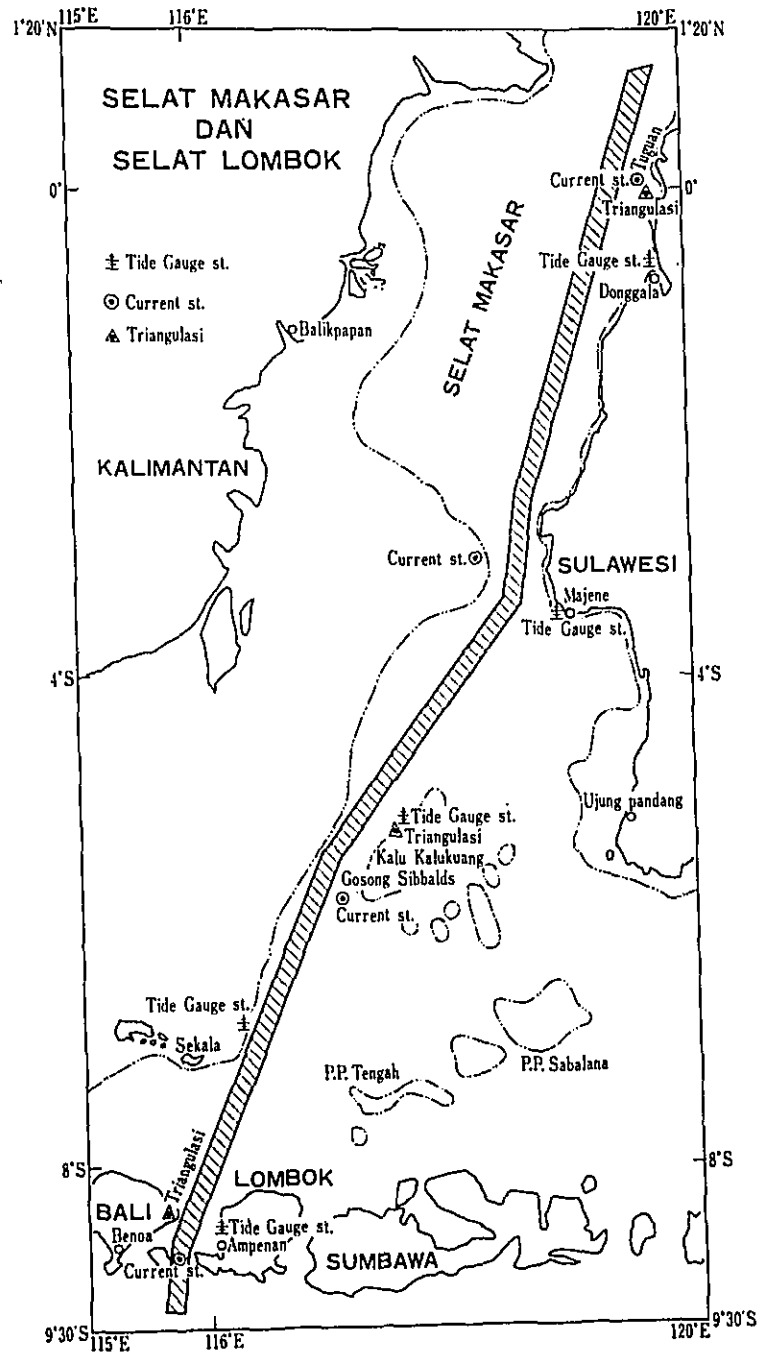 115°E 116°E 120°E
1°20'N 1°20'N
SELAT MAKASAR
DAN
SELAT LOMBOK
Tuguan
0° Current st. 0°
Triangulasi
Tide Gauge st. Tide Gauge st.
Donggala
Current st.
Triangulasi
Balikpapan
SELAT MAKASAR
KALIMANTAN
Current st. SULAWESI
Majene
Tide Gauge st.
4°S 4°S
Ujung pandang
Tide Gauge st.
Triangulasi
Kalu Kalukuang
Gosong Sibbalds
Current st.
Tide Gauge st.
Sekala
P.P. Tengah P.P. Sabalana
8°S 8°S
Triangulasi
LOMBOK
BALI
Tide Gauge st.
Benoa Ampenan
SUMBAWA
Current st.
9°30'S 9°30'S
115°E 116°E 120°E